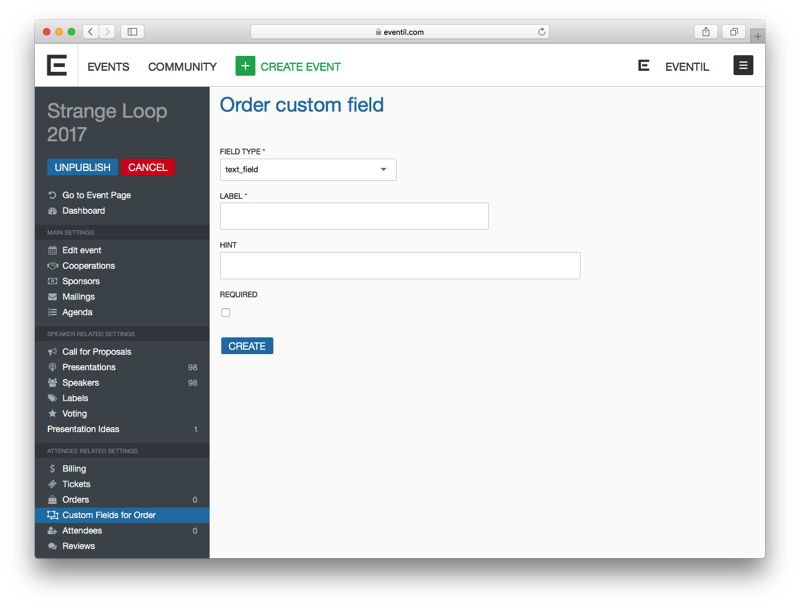 eventil.com
EVENTS
COMMUNITY
+ CREATE EVENT
EVENTIL
Strange Loop
2017
UNPUBLISH
CANCEL
Go to Event Page
Dashboard
MAIN SETTINGS
Edit event
Cooperations
Sponsors
Mailings
Agenda
SPEAKER RELATED SETTINGS
Call for Proposals
Presentations 98
Speakers 98
Labels
Voting
Presentation Ideas 1
ATTENDEE RELATED SETTINGS
Billing
Tickets
Orders 0
Custom Fields for Order
Attendees 0
Reviews
Order custom field
FIELD TYPE *
text_field
LABEL *
HINT
REQUIRED
CREATE